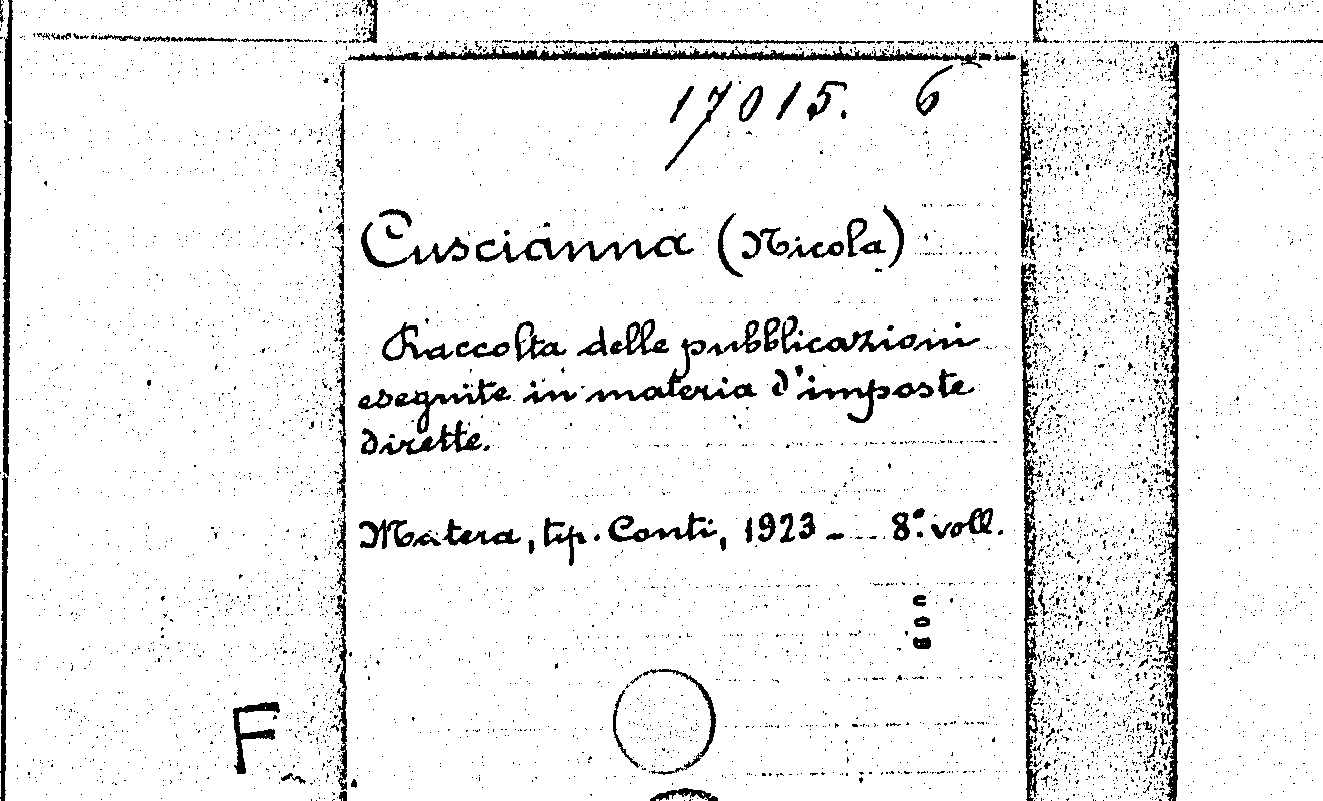 17015. 6
Cuscianna (Nicola)
Raccolta delle pubblicazioni
eseguite in materia d'imposte
dirette.
Matera, tip. Conti, 1923 - 8°. voll.
F